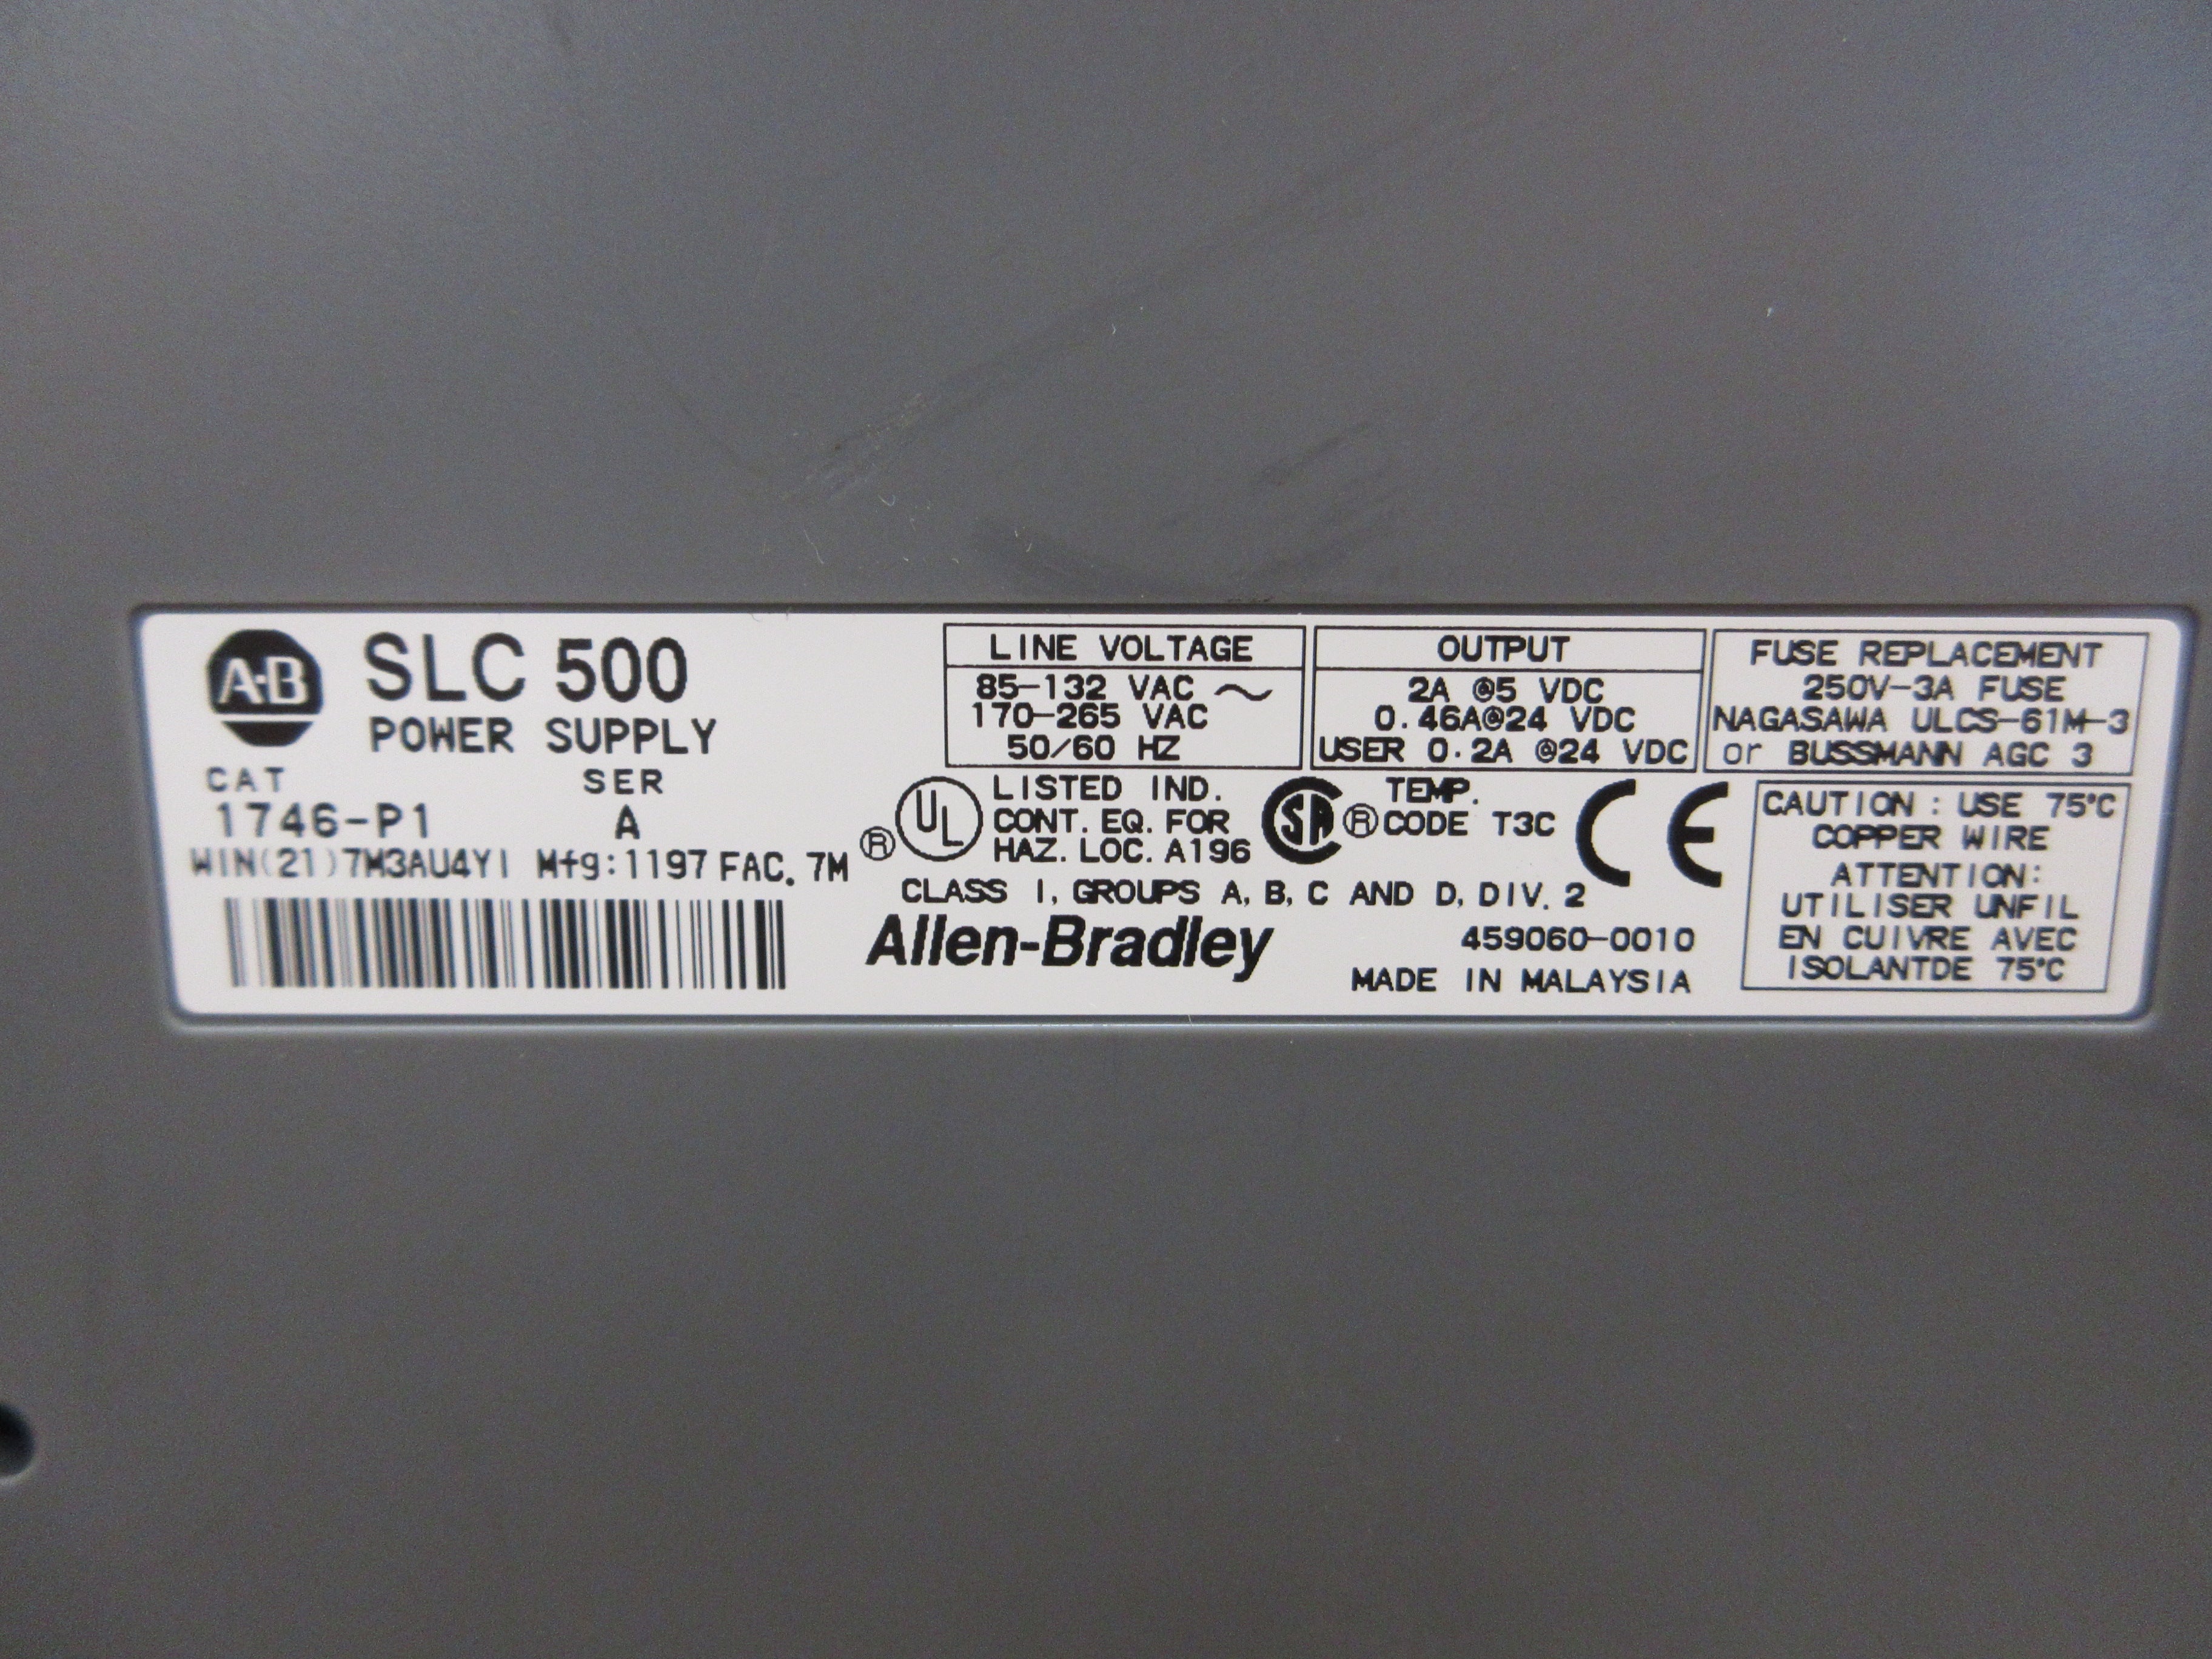 A-B
SLC 500
POWER SUPPLY
CAT SER
1746-P1 A
WIN(21)7M3AU4YI Mfg:1197 FAC. 7M
LINE VOLTAGE
85-132 VAC ~
170-265 VAC
50/60 HZ
OUTPUT
2A @5 VDC
0.46A@24 VDC
USER 0.2A @24 VDC
FUSE REPLACEMENT
250V-3A FUSE
NAGASAWA ULCS-61M-3
or BUSSMANN AGC 3
® UL LISTED IND.
CONT. EQ. FOR
HAZ. LOC. A196
SA ® TEMP.
CODE T3C
CE
CLASS I, GROUPS A, B, C AND D, DIV. 2
Allen-Bradley
459060-0010
MADE IN MALAYSIA
CAUTION : USE 75°C
COPPER WIRE
ATTENTION:
UTILISER UNFIL
EN CUIVRE AVEC
ISOLANTDE 75°C